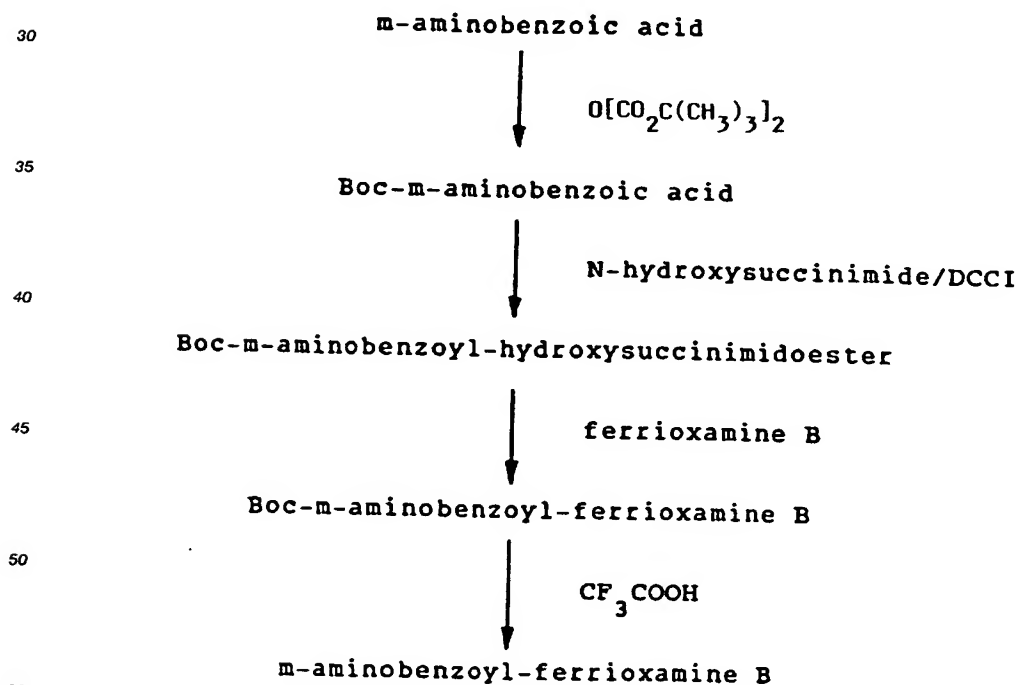 30
m-aminobenzoic acid
O[CO₂C(CH₃)₃]₂
35
Boc-m-aminobenzoic acid
N-hydroxysuccinimide/DCCI
40
Boc-m-aminobenzoyl-hydroxysuccinimidoester
45
ferrioxamine B
Boc-m-aminobenzoyl-ferrioxamine B
50
CF₃COOH
m-aminobenzoyl-ferrioxamine B